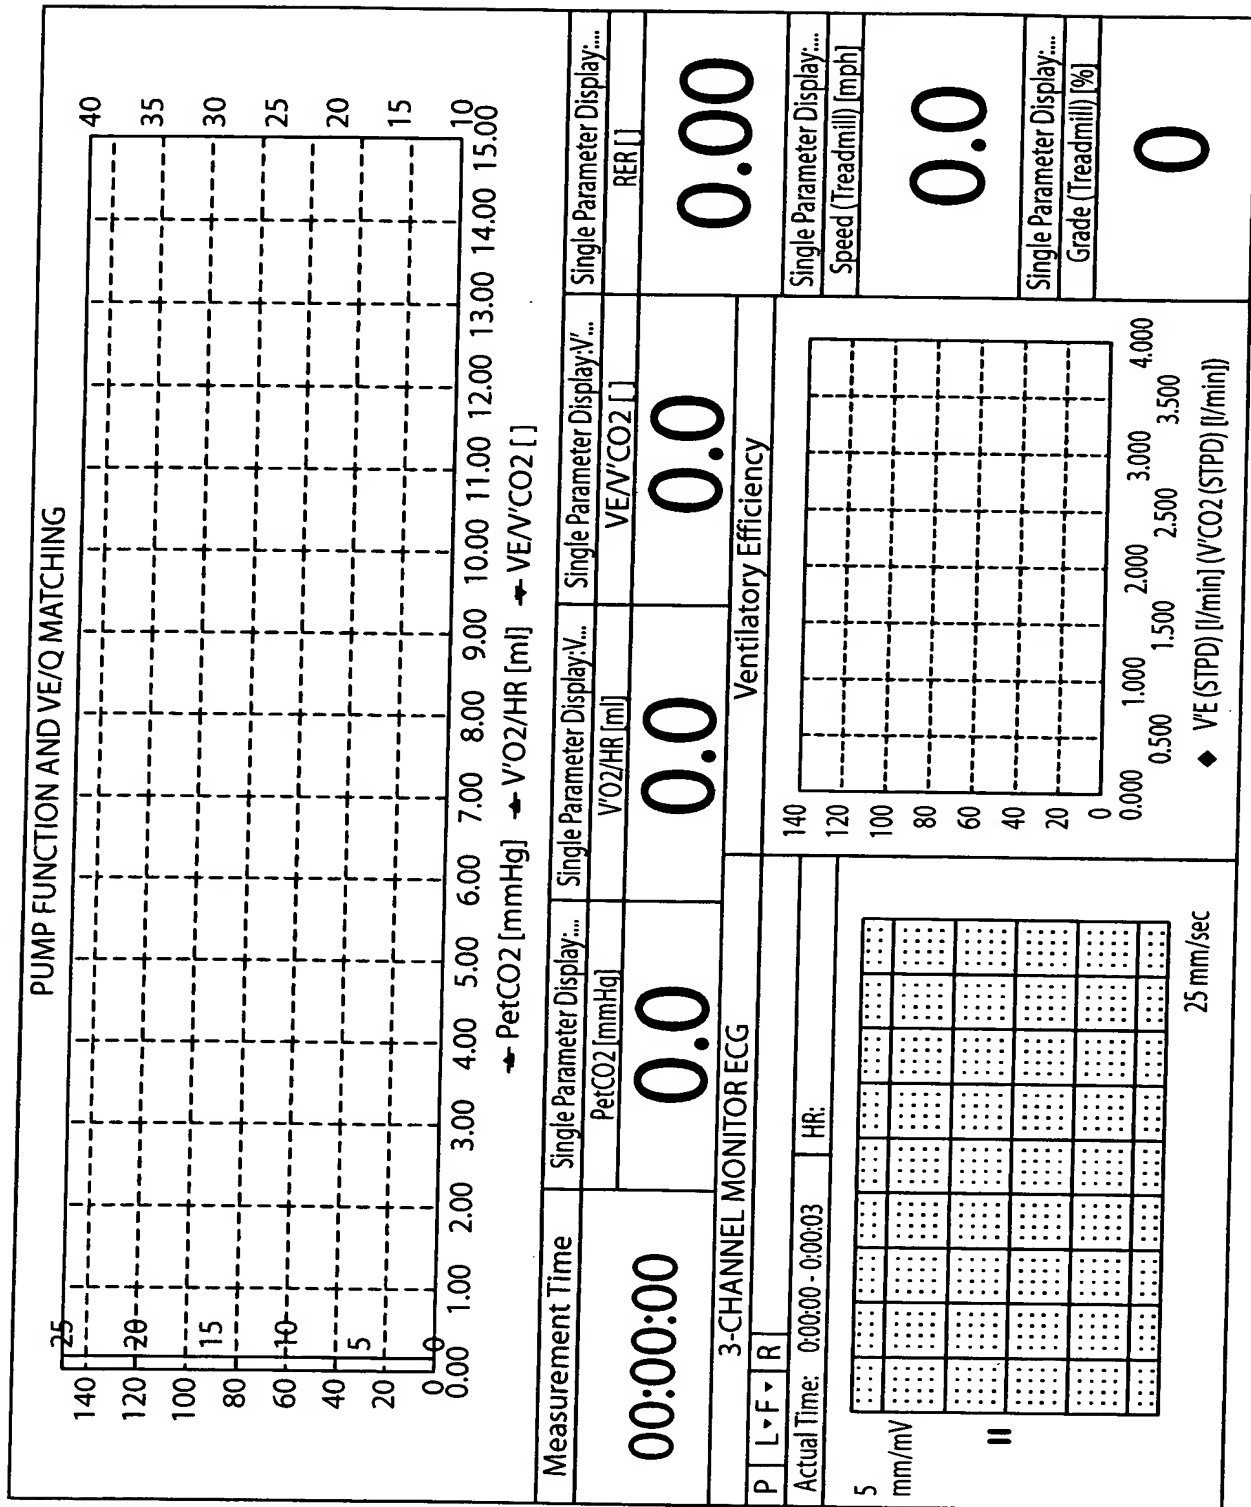 PUMP FUNCTION AND VE/Q MATCHING
140
120
100
80
60
40
20
0
25
20
15
10
5
0
40
35
30
25
20
15
10
0.00 1.00 2.00 3.00 4.00 5.00 6.00 7.00 8.00 9.00 10.00 11.00 12.00 13.00 14.00 15.00
PetCO2 [mmHg] V'O2/HR [ml] VE/V'CO2 [ ]
Measurement Time
00:00:00
Single Parameter Display:....
PetCO2 [mmHg]
0.0
Single Parameter Display:V...
V'O2/HR [ml]
0.0
Single Parameter Display:V'...
VE/V'CO2 [ ]
0.0
Single Parameter Display:....
RER [ ]
0.00
3-CHANNEL MONITOR ECG
P L F R
Actual Time: 0:00:00 - 0:00:03 HR:
5
mm/mV
II
25 mm/sec
Ventilatory Efficiency
140
120
100
80
60
40
20
0
0.000 0.500 1.000 1.500 2.000 2.500 3.000 3.500 4.000
◆ V'E (STPD) [l/min] (V'CO2 (STPD) [l/min])
Single Parameter Display:....
Speed (Treadmill) [mph]
0.0
Single Parameter Display:....
Grade (Treadmill) [%]
0